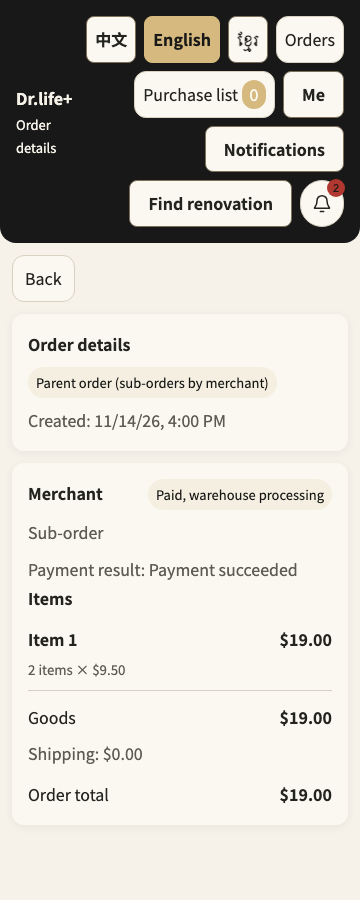 中文
English
ខ្មែរ
Orders
Dr.life+
Order
details
Purchase list 0
Me
Notifications
Find renovation
2
Back
Order details
Parent order (sub-orders by merchant)
Created: 11/14/26, 4:00 PM
Merchant
Paid, warehouse processing
Sub-order
Payment result: Payment succeeded
Items
Item 1 $19.00
2 items × $9.50
Goods $19.00
Shipping: $0.00
Order total $19.00